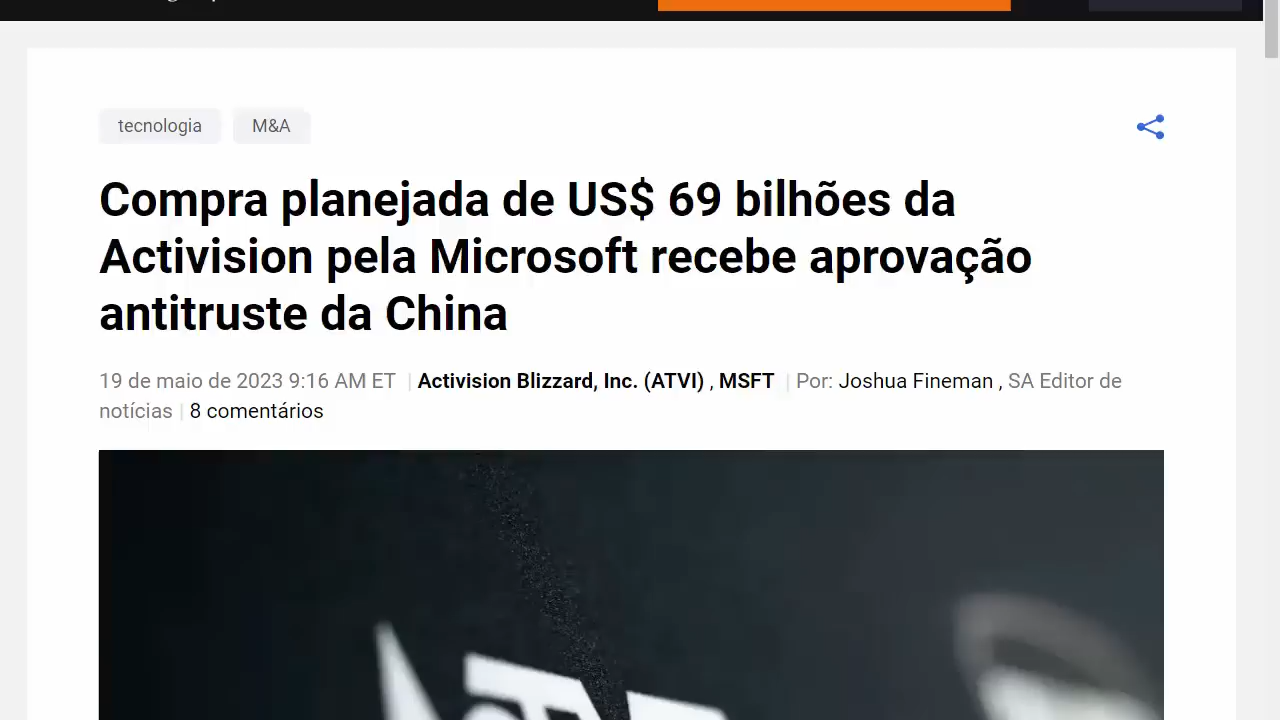 tecnologia M&A
Compra planejada de US$ 69 bilhões da
Activision pela Microsoft recebe aprovação
antitruste da China
19 de maio de 2023 9:16 AM ET | Activision Blizzard, Inc. (ATVI) , MSFT | Por: Joshua Fineman , SA Editor de
notícias | 8 comentários